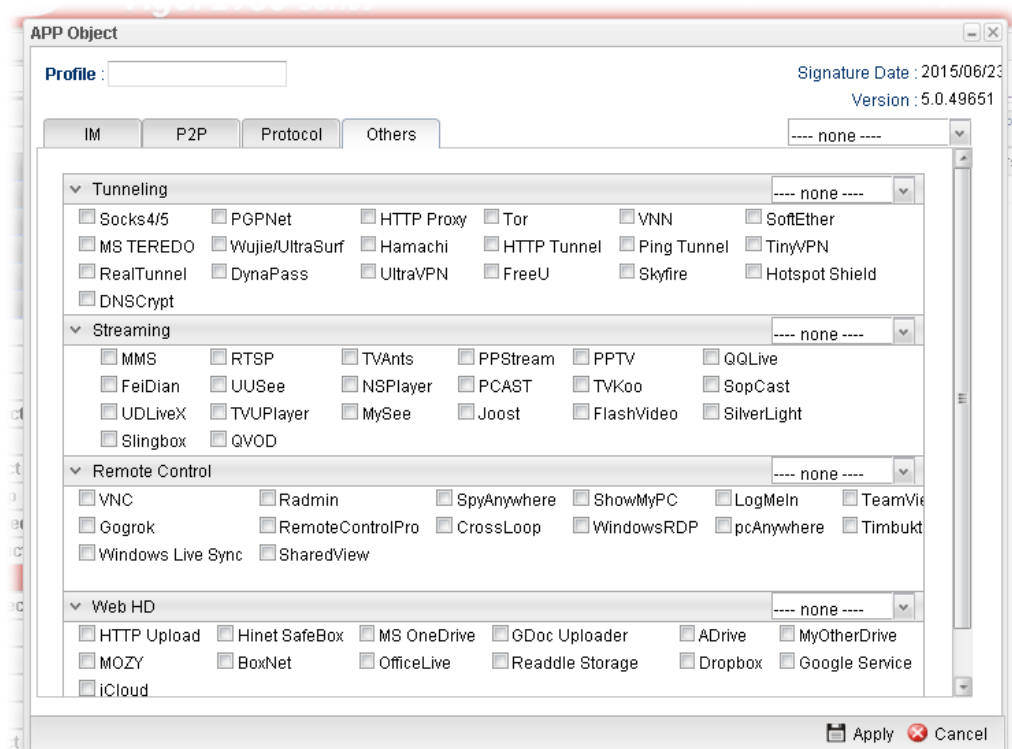 APP Object
Profile :
Signature Date : 2015/06/23
Version : 5.0.49651
IM P2P Protocol Others ---- none ----
Tunneling ---- none ----
Socks4/5 PGPNet HTTP Proxy Tor VNN SoftEther
MS TEREDO Wujie/UltraSurf Hamachi HTTP Tunnel Ping Tunnel TinyVPN
RealTunnel DynaPass UltraVPN FreeU Skyfire Hotspot Shield
DNSCrypt
Streaming ---- none ----
MMS RTSP TVAnts PPStream PPTV QQLive
FeiDian UUSee NSPlayer PCAST TVKoo SopCast
UDLiveX TVUPlayer MySee Joost FlashVideo SilverLight
Slingbox QVOD
Remote Control ---- none ----
VNC Radmin SpyAnywhere ShowMyPC LogMeIn TeamVie
Gogrok RemoteControlPro CrossLoop WindowsRDP pcAnywhere Timbukt
Windows Live Sync SharedView
Web HD ---- none ----
HTTP Upload Hinet SafeBox MS OneDrive GDoc Uploader ADrive MyOtherDrive
MOZY BoxNet OfficeLive Readdle Storage Dropbox Google Service
iCloud
Apply Cancel